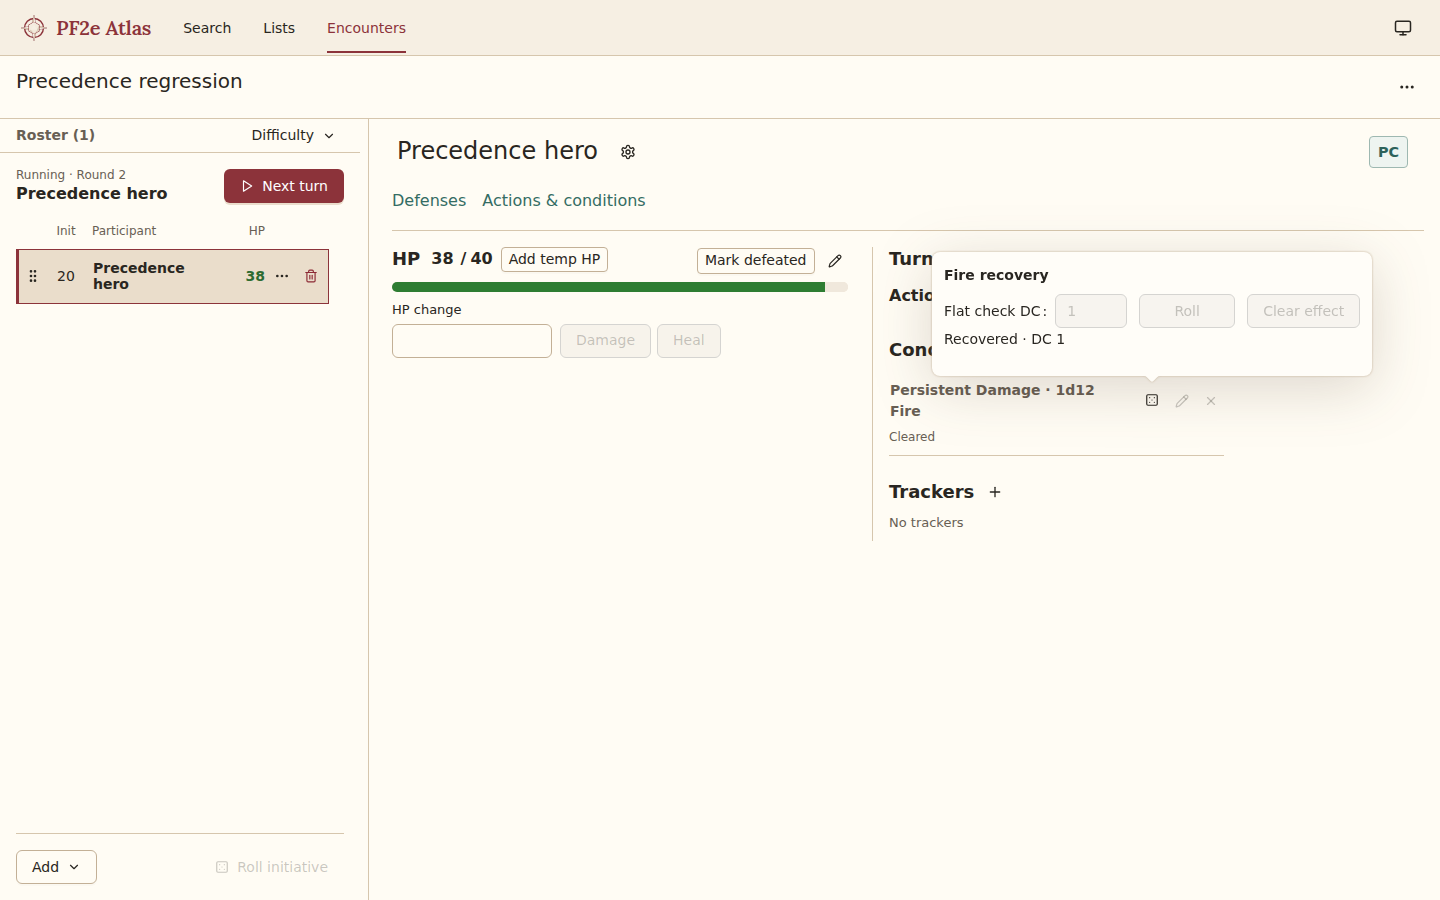 PF2e Atlas
Search
Lists
Encounters
Precedence regression
Roster (1)
Difficulty
Running · Round 2
Precedence hero
Next turn
Init
Participant
HP
20
Precedence
hero
38
Add
Roll initiative
Precedence hero
PC
Defenses
Actions & conditions
HP 38 / 40
Add temp HP
Mark defeated
HP change
Damage
Heal
Turn
Actio
Cond
Fire recovery
Flat check DC:
1
Roll
Clear effect
Recovered · DC 1
Persistent Damage · 1d12
Fire
Cleared
Trackers
No trackers